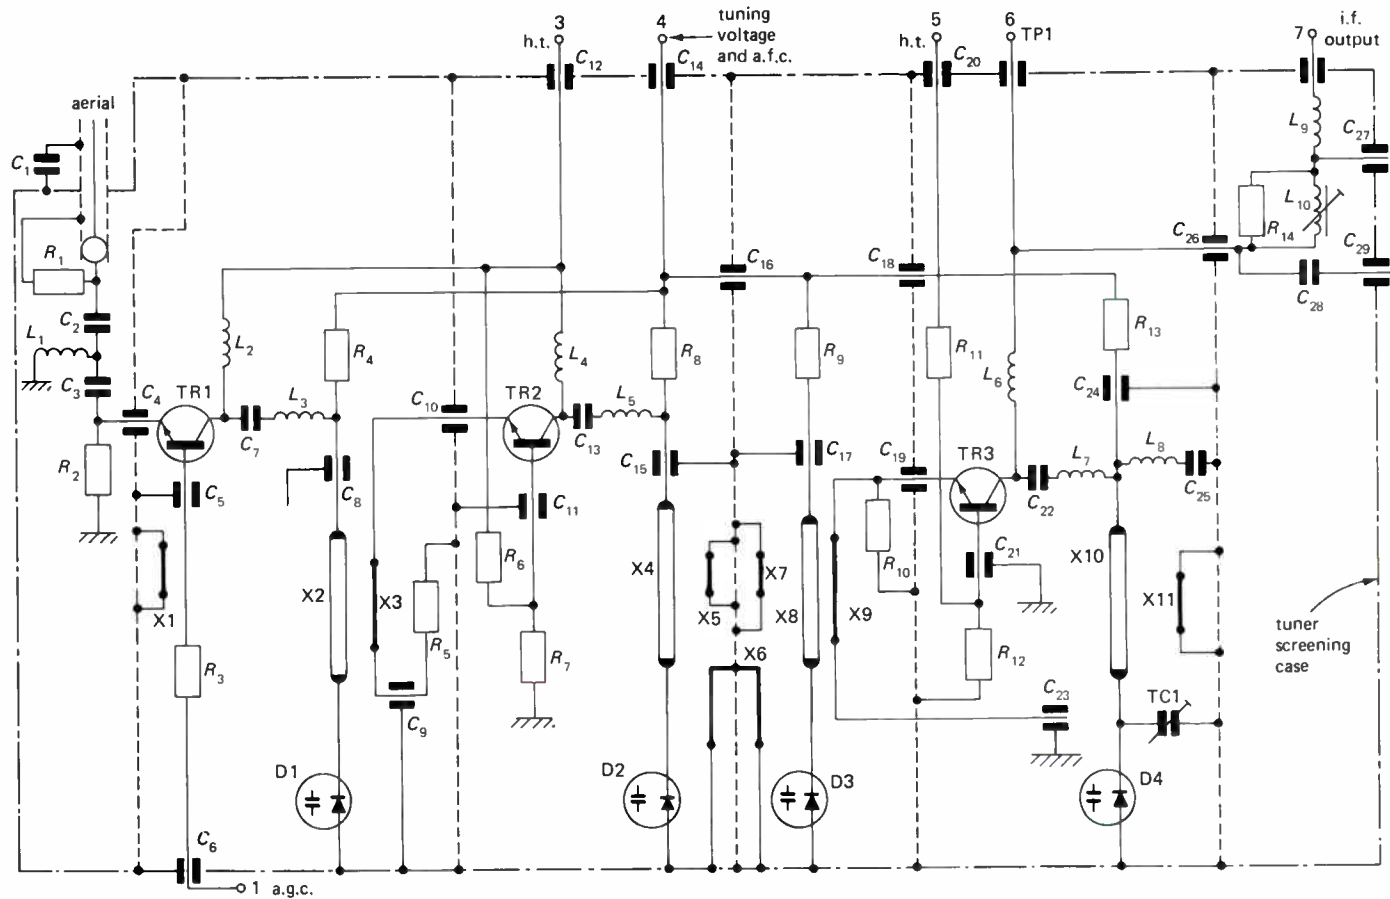 3
4
tuning
voltage
and a.f.c.
5
6
7
i.f.
output
h.t.
h.t.
TP1
C₁₂
C₁₄
C₂₀
aerial
C₁
L₉
C₂₇
L₁₀
R₁₄
R₁
C₂₆
C₂₉
C₁₆
C₁₈
C₂₈
C₂
L₁
L₂
R₄
L₄
R₈
R₉
R₁₁
L₆
R₁₃
C₃
C₄
TR1
L₃
C₁₀
TR2
L₅
C₂₄
C₇
C₁₃
R₂
C₅
C₈
C₁₁
C₁₅
C₁₇
C₁₉
TR3
L₇
L₈
C₂₂
C₂₅
R₆
R₁₀
C₂₁
X1
X2
X3
R₅
X4
X5
X7
X8
X9
X10
X11
R₃
R₇
X6
R₁₂
tuner
screening
case
C₉
C₂₃
TC1
D1
D2
D3
D4
C₆
1 a.g.c.